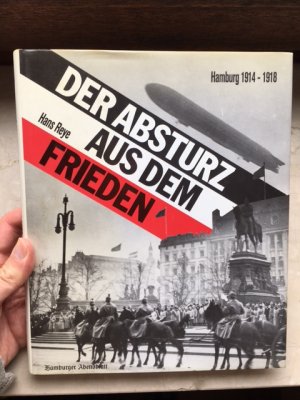 Hamburg 1914 - 1918
DER ABSTURZ
Hans Reye
AUS DEM
FRIEDEN
Hamburger Abendblatt